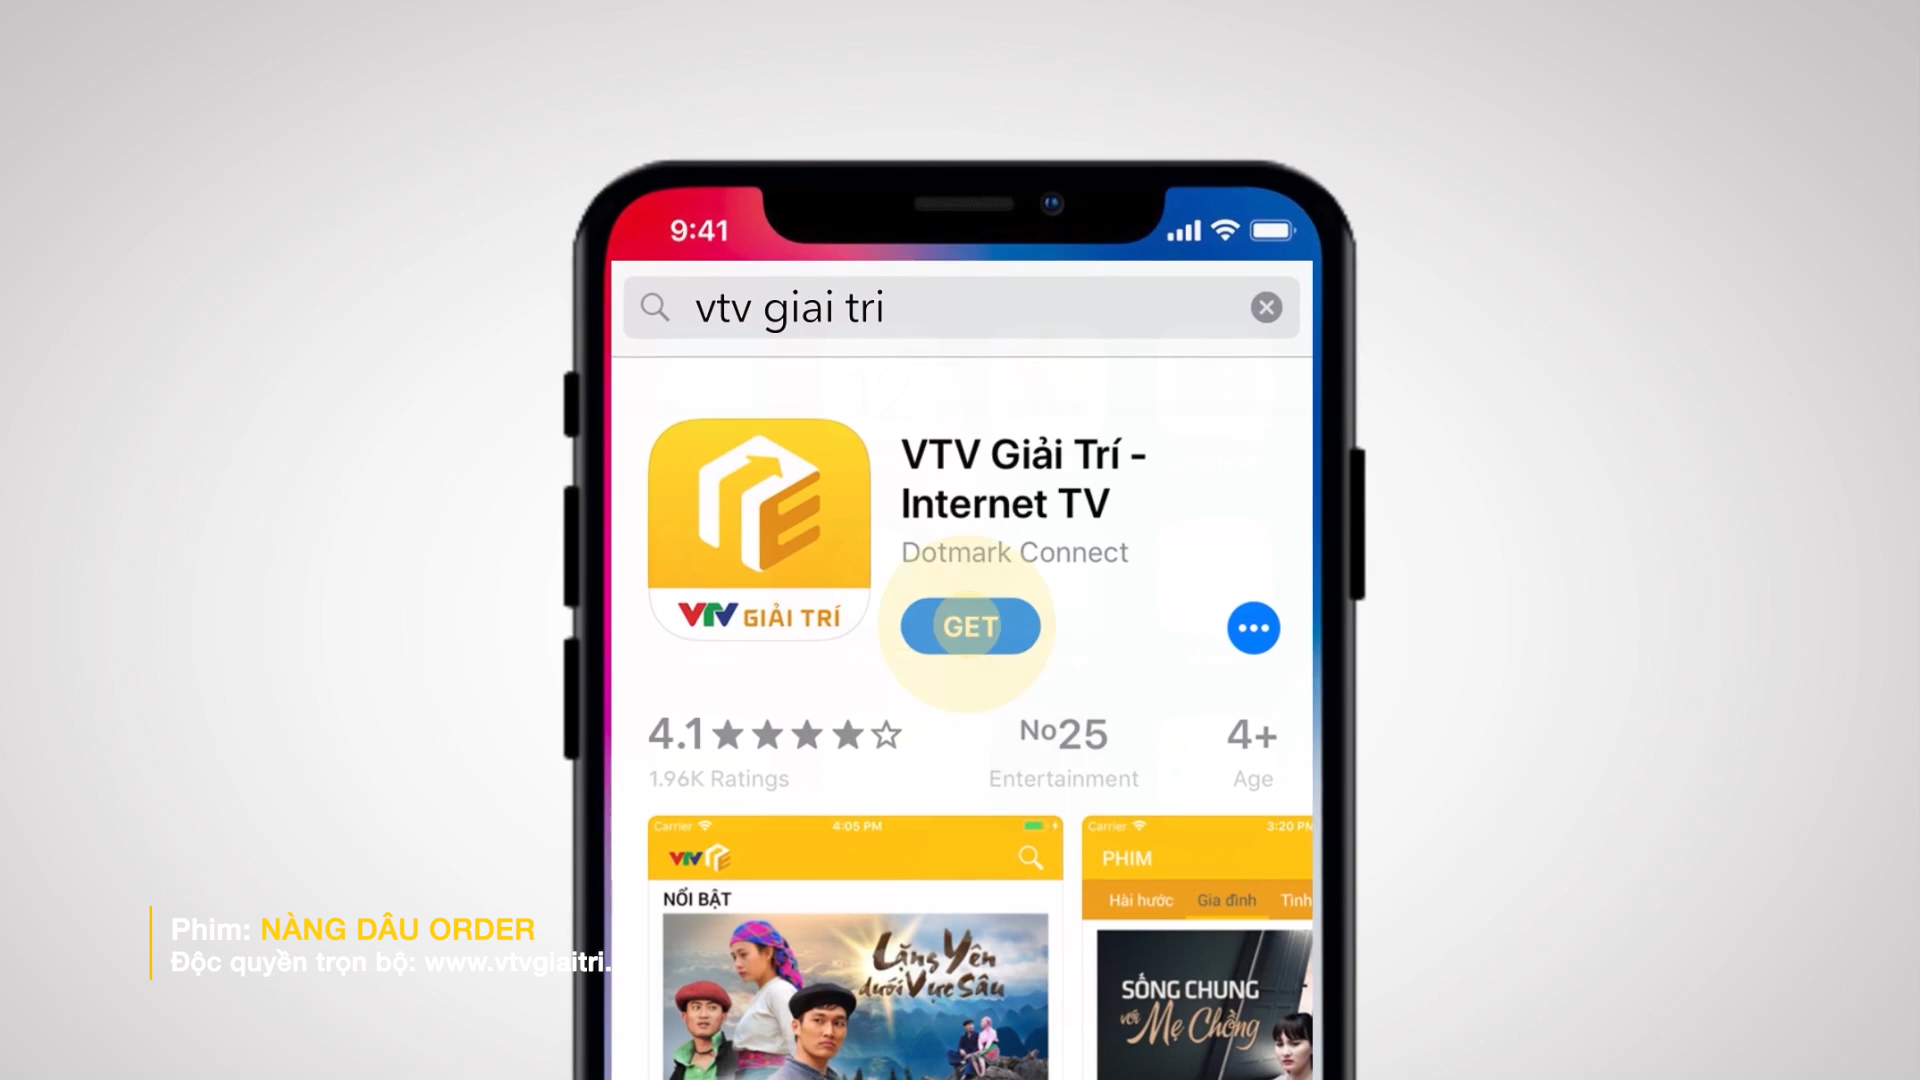 9:41
vtv giai tri
VTV Giải Trí -
Internet TV
Dotmark Connect
GET
VTV GIẢI TRÍ
4.1
No25
4+
1.96K Ratings
Entertainment
Age
Carrier
4:05 PM
VTV
NỔI BẬT
Lặng Yên
dưới Vực Sâu
Carrier
3:20 PM
PHIM
Hài hước
Gia đình
Tình
SỐNG CHUNG
với Mẹ Chồng
Phim: NÀNG DÂU ORDER
Độc quyền trọn bộ: www.vtvgiaitri.